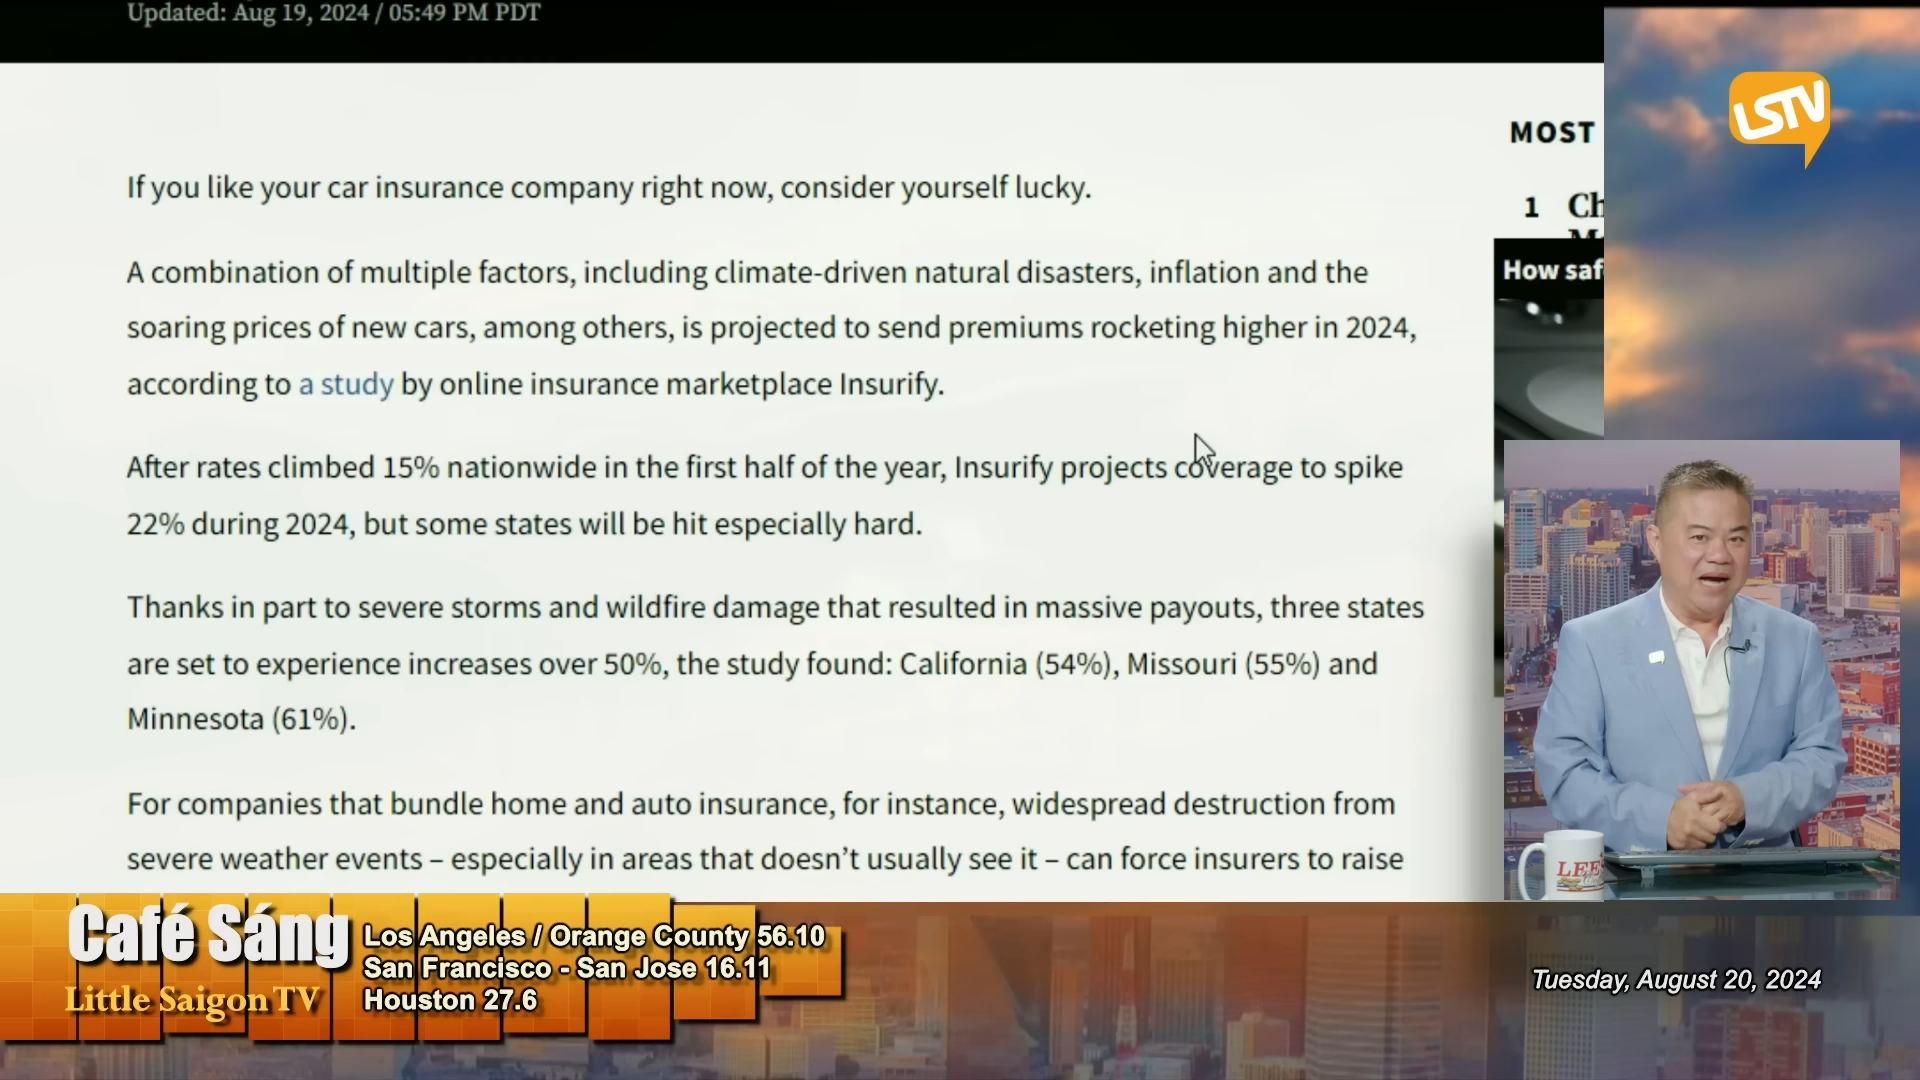 Updated: Aug 19, 2024 / 05:49 PM PDT
LSTV
MOST
If you like your car insurance company right now, consider yourself lucky.
1 Ch
How saf
A combination of multiple factors, including climate-driven natural disasters, inflation and the
soaring prices of new cars, among others, is projected to send premiums rocketing higher in 2024,
according to a study by online insurance marketplace Insurify.
After rates climbed 15% nationwide in the first half of the year, Insurify projects coverage to spike
22% during 2024, but some states will be hit especially hard.
Thanks in part to severe storms and wildfire damage that resulted in massive payouts, three states
are set to experience increases over 50%, the study found: California (54%), Missouri (55%) and
Minnesota (61%).
For companies that bundle home and auto insurance, for instance, widespread destruction from
severe weather events – especially in areas that doesn’t usually see it – can force insurers to raise
LEE'S
Café Sáng
Little Saigon TV
Los Angeles / Orange County 56.10
San Francisco - San Jose 16.11
Houston 27.6
Tuesday, August 20, 2024